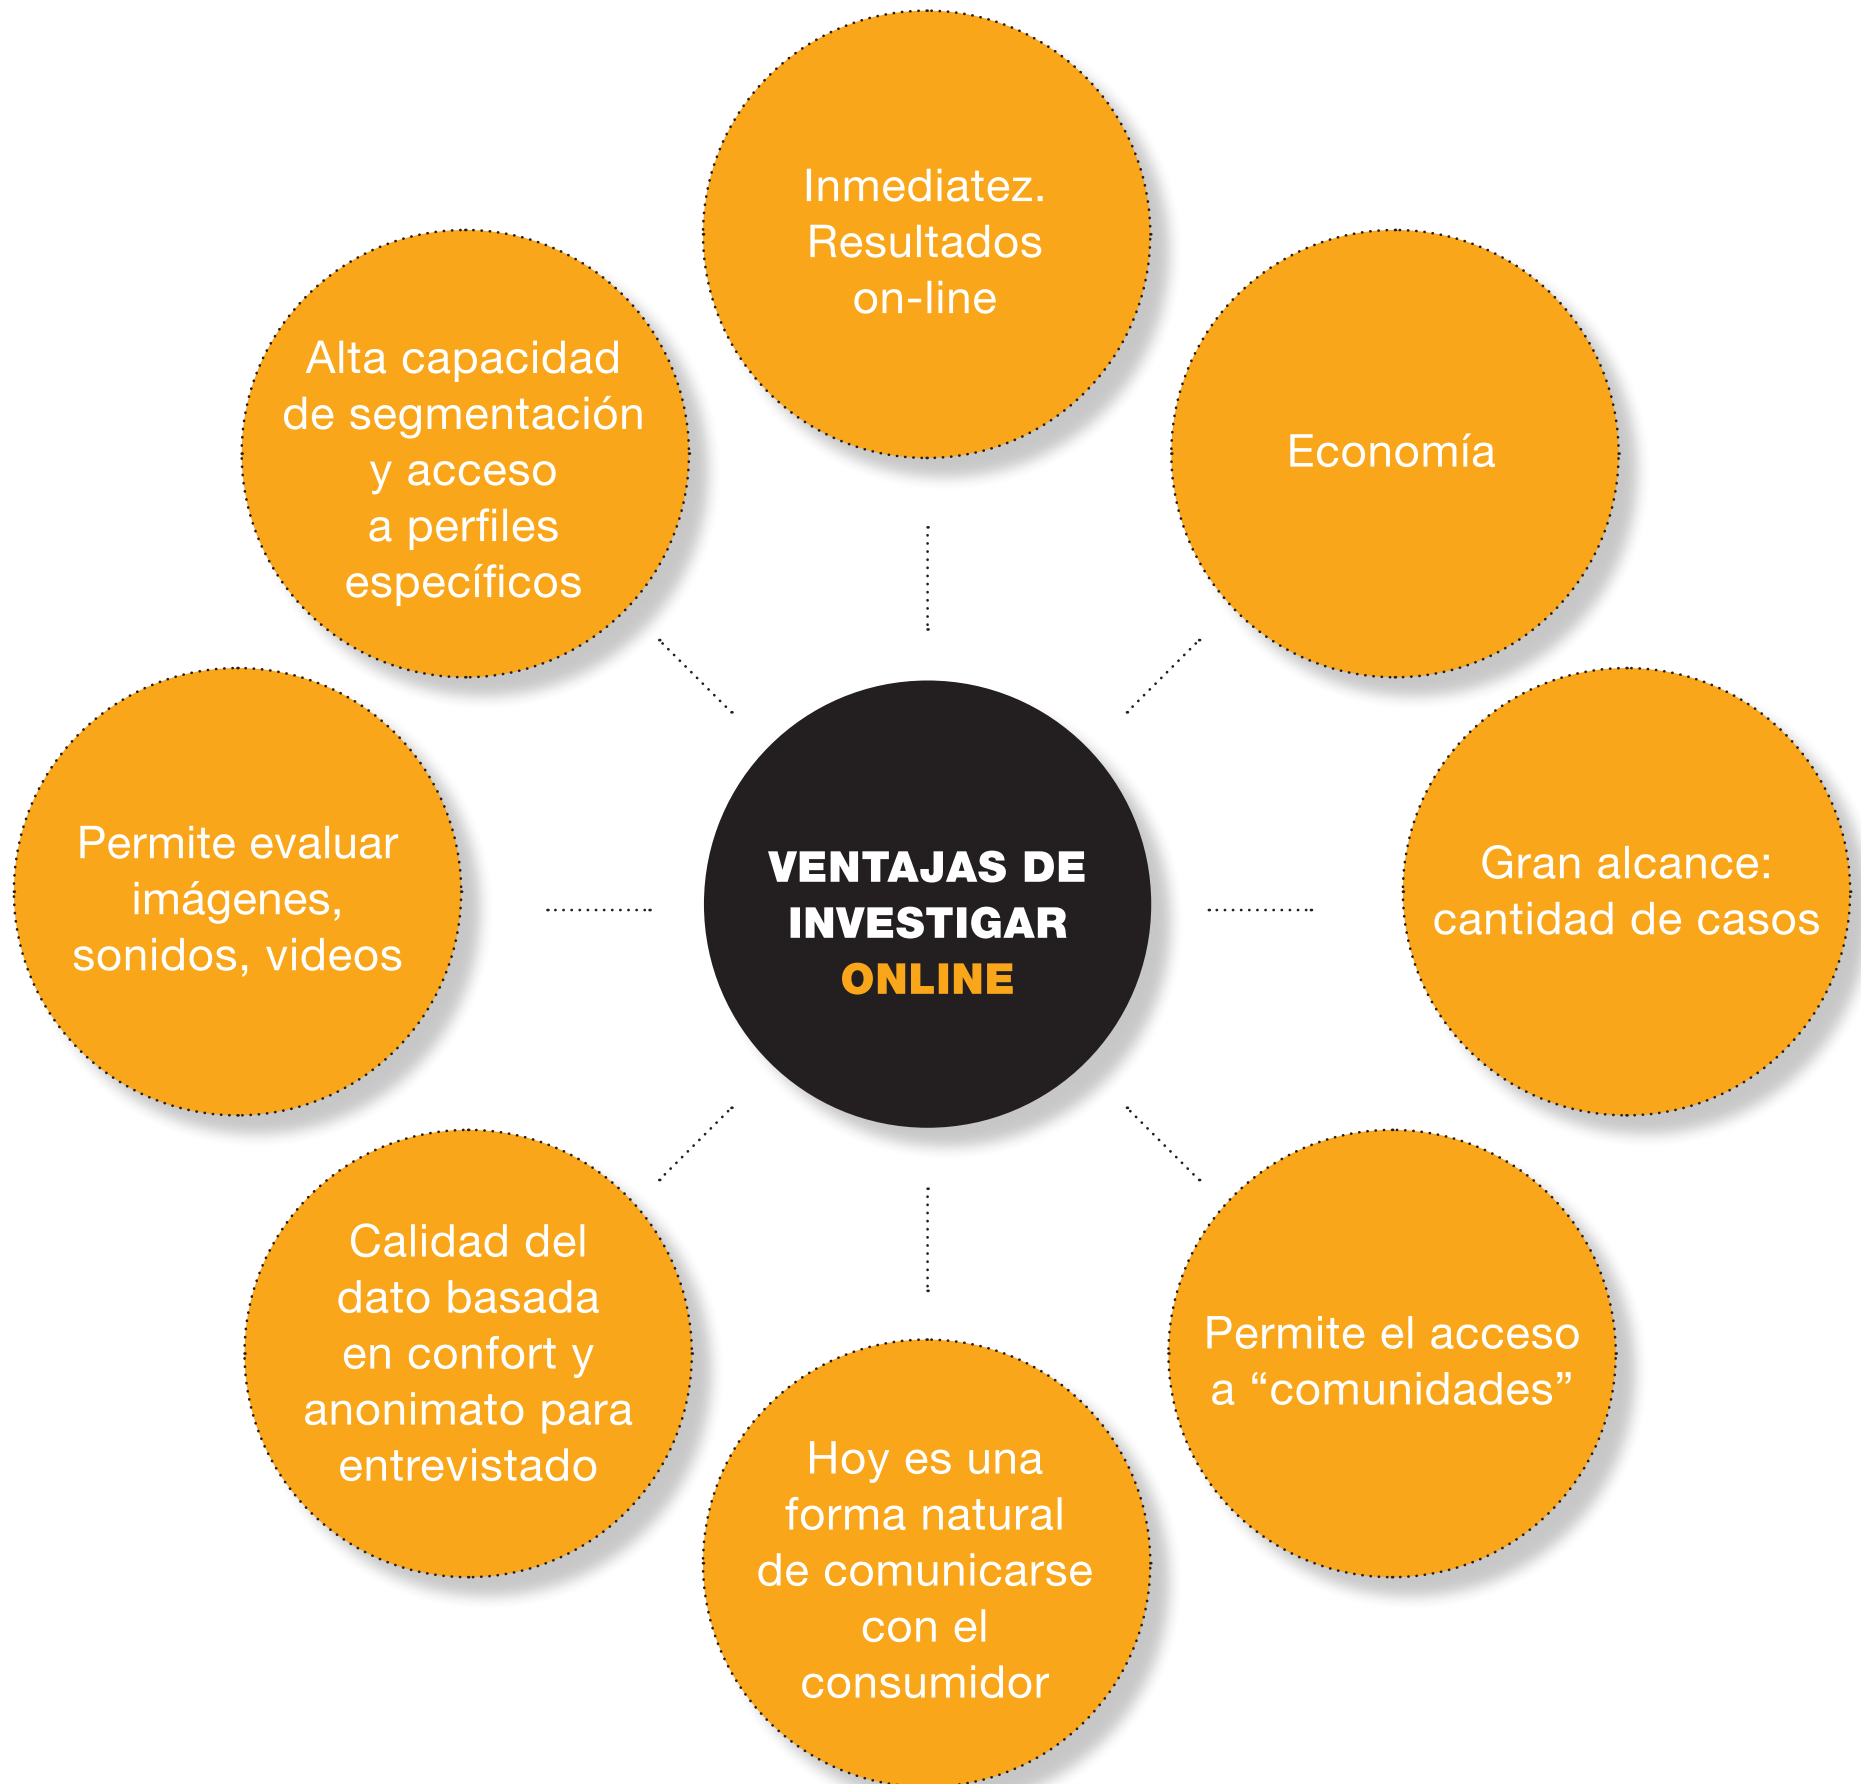 Inmediatez.
Resultados
on-line
Economía
Gran alcance:
cantidad de casos
Permite el acceso
a “comunidades”
Hoy es una
forma natural
de comunicarse
con el
consumidor
Calidad del
dato basada
en confort y
anonimato para
entrevistado
Permite evaluar
imágenes,
sonidos, videos
Alta capacidad
de segmentación
y acceso
a perfiles
específicos
VENTAJAS DE
INVESTIGAR
ONLINE